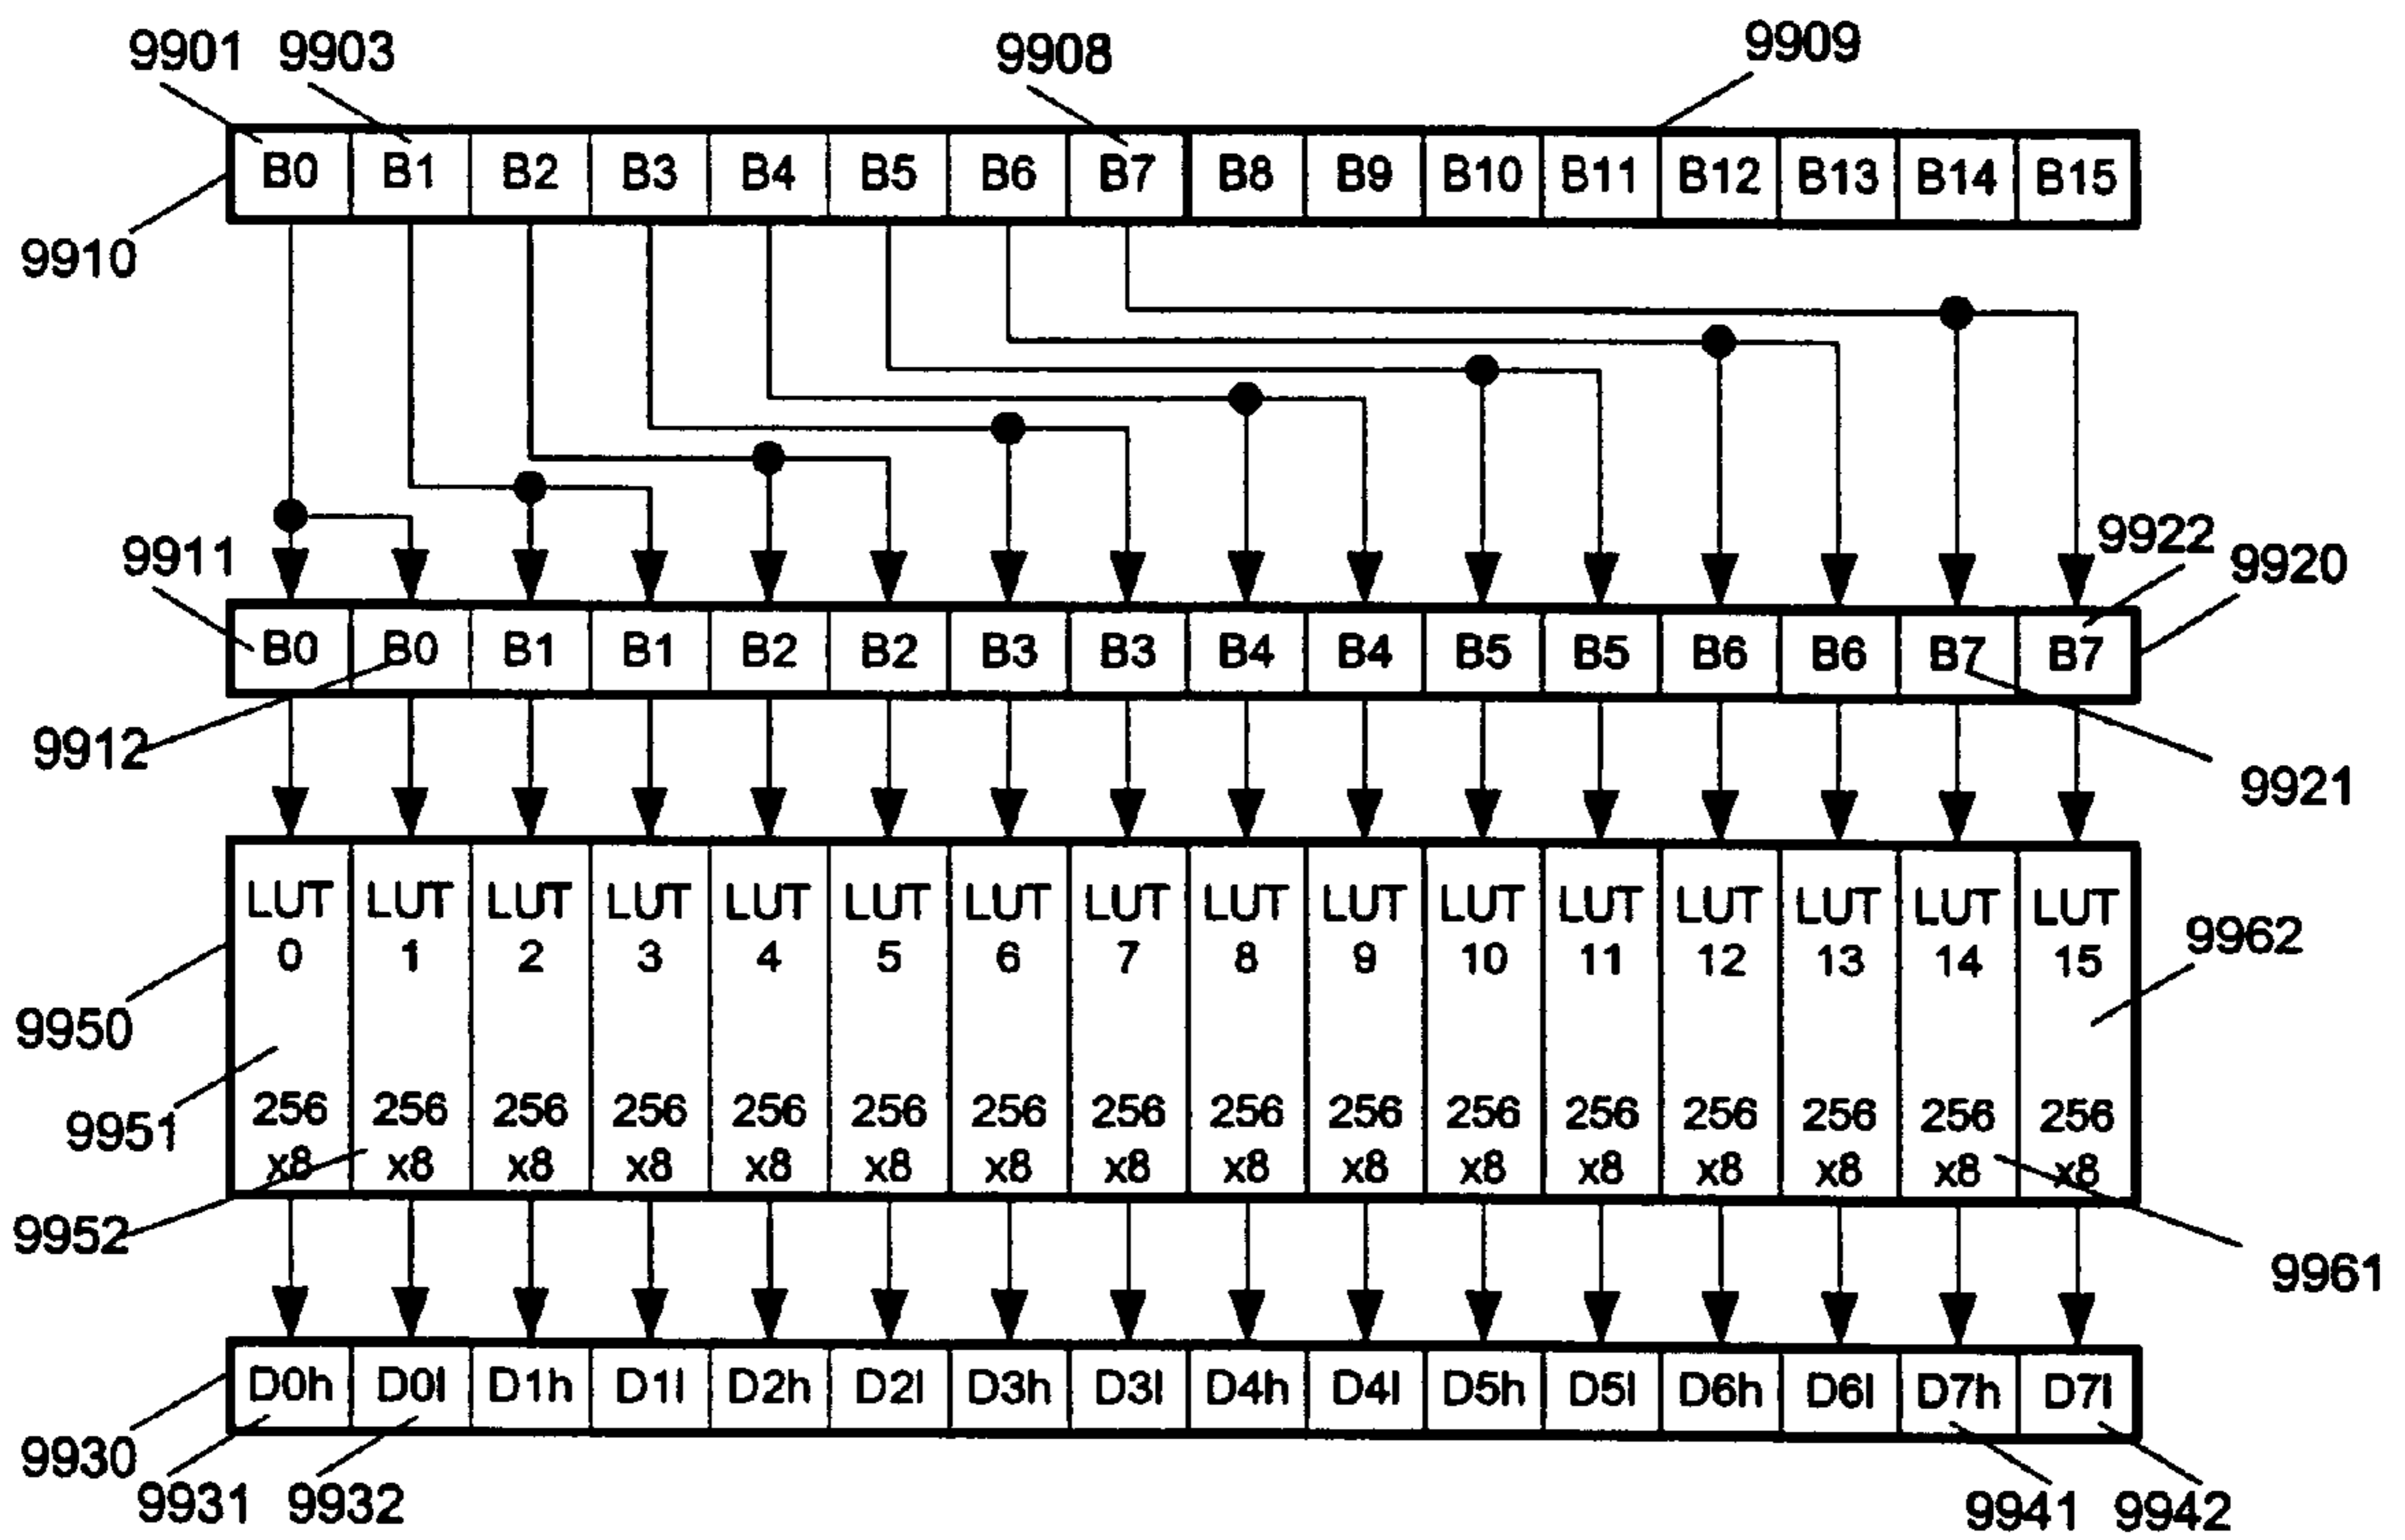 9901 9903 9908 9909
B0 B1 B2 B3 B4 B5 B6 B7 B8 B9 B10 B11 B12 B13 B14 B15
9910
9911 9922 9920
B0 B0 B1 B1 B2 B2 B3 B3 B4 B4 B5 B5 B6 B6 B7 B7
9912 9921
LUT LUT LUT LUT LUT LUT LUT LUT LUT LUT LUT LUT LUT LUT LUT LUT
0 1 2 3 4 5 6 7 8 9 10 11 12 13 14 15
9950 9962
256 256 256 256 256 256 256 256 256 256 256 256 256 256 256 256
9951
x8 x8 x8 x8 x8 x8 x8 x8 x8 x8 x8 x8 x8 x8 x8 x8
9952 9961
D0h D0l D1h D1l D2h D2l D3h D3l D4h D4l D5h D5l D6h D6l D7h D7l
9930
9931 9932 9941 9942